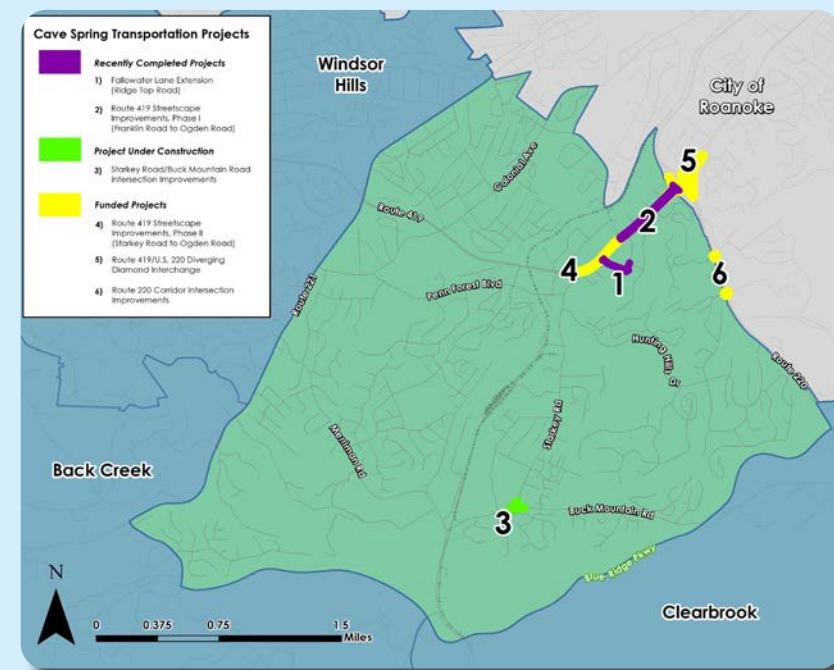 Cave Spring Transportation Projects
Recently Completed Projects
1) Fallowater Lane Extension
(Ridge Top Road)
2) Route 419 Streetscape
Improvements, Phase I
(Franklin Road to Ogden Road)
Project Under Construction
3) Starkey Road/Buck Mountain Road
Intersection Improvements
Funded Projects
4) Route 419 Streetscape
Improvements, Phase II
(Starkey Road to Ogden Road)
5) Route 419/U.S. 220 Diverging
Diamond Interchange
6) Route 220 Corridor Intersection
Improvements
Windsor
Hills
City of
Roanoke
Colonial Ave
5
Route 419
2
4
1
6
Penn Forest Blvd
Route 221
Hunting Hills Dr
Route 220
Starkey Rd
Merriman Rd
Back Creek
3
Buck Mountain Rd
Blue Ridge Pkwy
Clearbrook
N
0 0.375 0.75 1.5
Miles